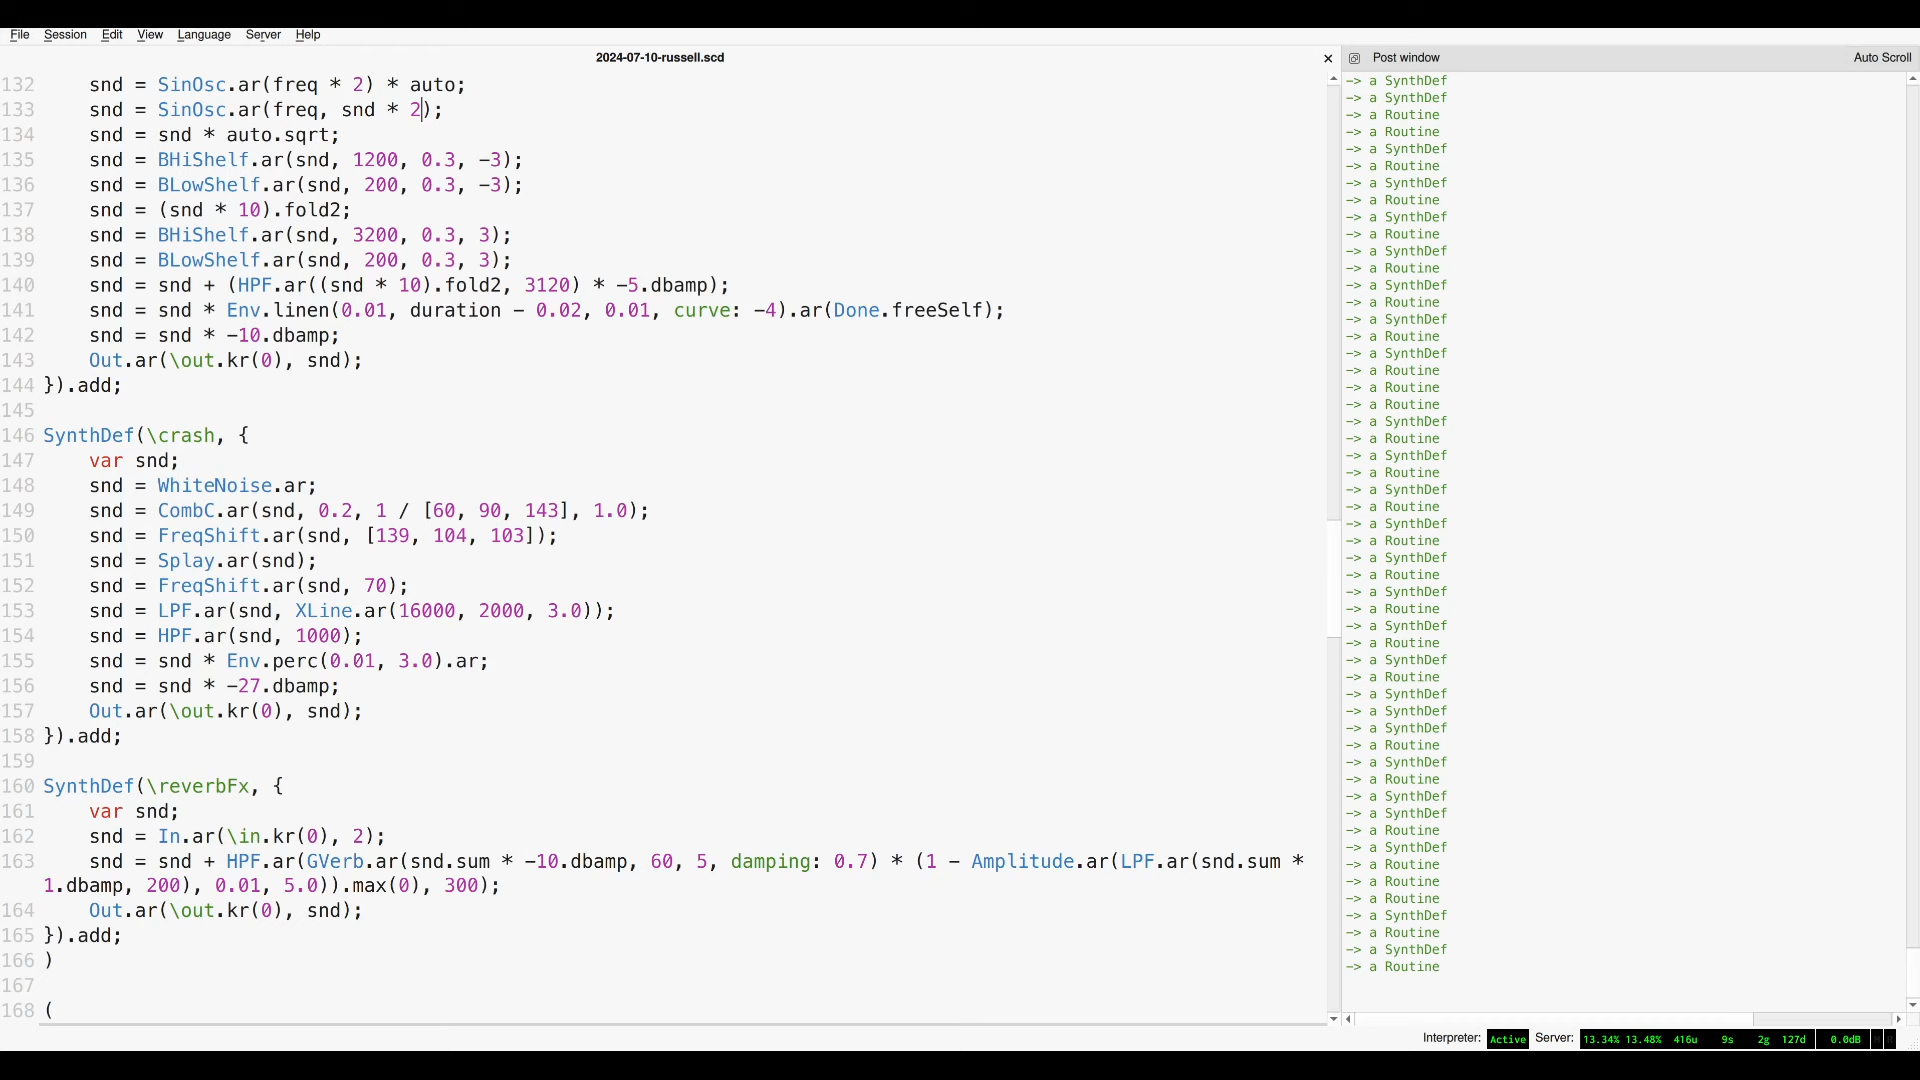 File Session Edit View Language Server Help
2024-07-10-russell.scd
Post window
Auto Scroll
132 snd = SinOsc.ar(freq * 2) * auto;
133 snd = SinOsc.ar(freq, snd * 2);
134 snd = snd * auto.sqrt;
135 snd = BHiShelf.ar(snd, 1200, 0.3, -3);
136 snd = BLowShelf.ar(snd, 200, 0.3, -3);
137 snd = (snd * 10).fold2;
138 snd = BHiShelf.ar(snd, 3200, 0.3, 3);
139 snd = BLowShelf.ar(snd, 200, 0.3, 3);
140 snd = snd + (HPF.ar((snd * 10).fold2, 3120) * -5.dbamp);
141 snd = snd * Env.linen(0.01, duration - 0.02, 0.01, curve: -4).ar(Done.freeSelf);
142 snd = snd * -10.dbamp;
143 Out.ar(\out.kr(0), snd);
144 }).add;
145
146 SynthDef(\crash, {
147 var snd;
148 snd = WhiteNoise.ar;
149 snd = CombC.ar(snd, 0.2, 1 / [60, 90, 143], 1.0);
150 snd = FreqShift.ar(snd, [139, 104, 103]);
151 snd = Splay.ar(snd);
152 snd = FreqShift.ar(snd, 70);
153 snd = LPF.ar(snd, XLine.ar(16000, 2000, 3.0));
154 snd = HPF.ar(snd, 1000);
155 snd = snd * Env.perc(0.01, 3.0).ar;
156 snd = snd * -27.dbamp;
157 Out.ar(\out.kr(0), snd);
158 }).add;
159
160 SynthDef(\reverbFx, {
161 var snd;
162 snd = In.ar(\in.kr(0), 2);
163 snd = snd + HPF.ar(GVerb.ar(snd.sum * -10.dbamp, 60, 5, damping: 0.7) * (1 - Amplitude.ar(LPF.ar(snd.sum *
1.dbamp, 200), 0.01, 5.0)).max(0), 300);
164 Out.ar(\out.kr(0), snd);
165 }).add;
166 )
167
168 (
-> a SynthDef
-> a SynthDef
-> a Routine
-> a Routine
-> a SynthDef
-> a Routine
-> a SynthDef
-> a Routine
-> a SynthDef
-> a Routine
-> a SynthDef
-> a Routine
-> a SynthDef
-> a Routine
-> a SynthDef
-> a Routine
-> a SynthDef
-> a Routine
-> a Routine
-> a Routine
-> a SynthDef
-> a Routine
-> a SynthDef
-> a Routine
-> a SynthDef
-> a Routine
-> a SynthDef
-> a Routine
-> a SynthDef
-> a Routine
-> a SynthDef
-> a Routine
-> a SynthDef
-> a Routine
-> a SynthDef
-> a Routine
-> a SynthDef
-> a SynthDef
-> a SynthDef
-> a Routine
-> a SynthDef
-> a Routine
-> a SynthDef
-> a SynthDef
-> a Routine
-> a SynthDef
-> a Routine
-> a Routine
-> a Routine
-> a SynthDef
-> a Routine
-> a SynthDef
-> a Routine
Interpreter: Active Server: 13.34% 13.48% 416u 9s 2g 127d 0.0dB